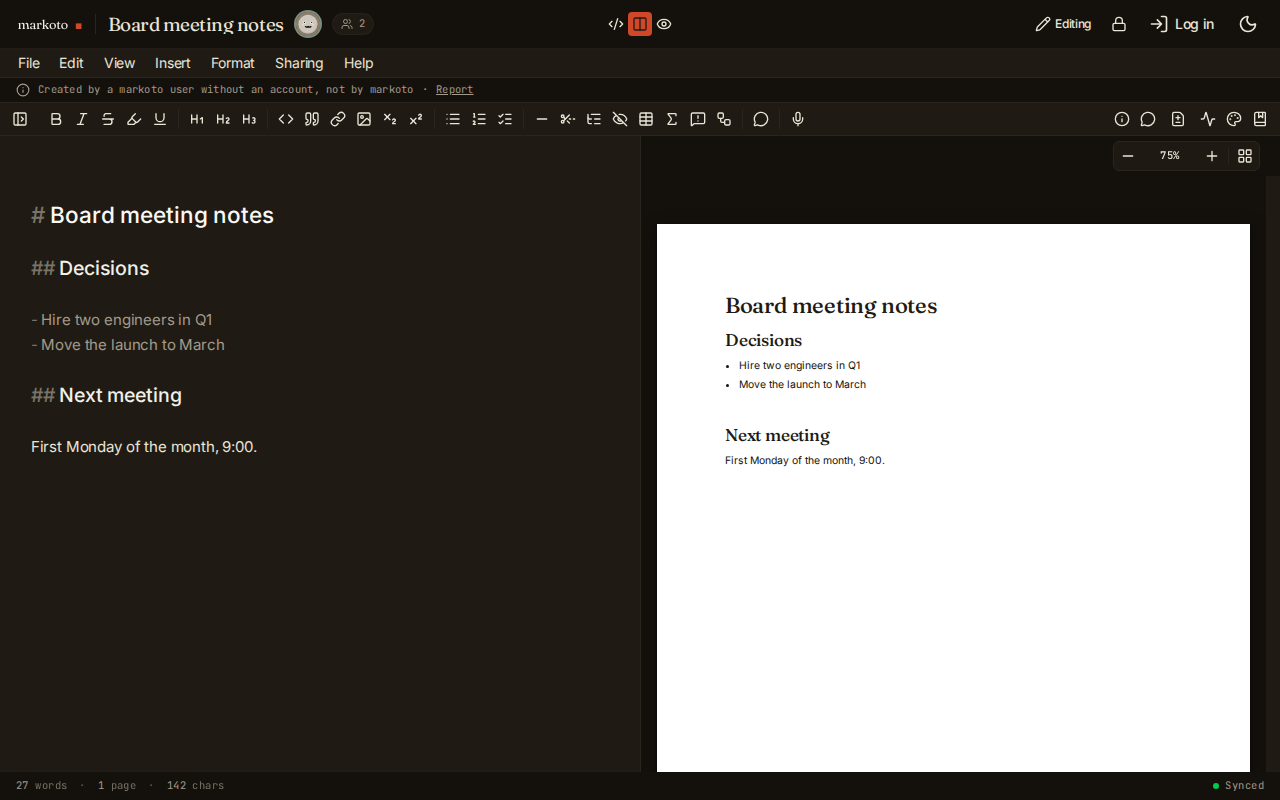 markoto
Board meeting notes
2
Editing
Log in
File Edit View Insert Format Sharing Help
Created by a markoto user without an account, not by markoto · Report
H1 H2 H3
75%
# Board meeting notes
## Decisions
- Hire two engineers in Q1
- Move the launch to March
## Next meeting
First Monday of the month, 9:00.
Board meeting notes
Decisions
• Hire two engineers in Q1
• Move the launch to March
Next meeting
First Monday of the month, 9:00.
27 words · 1 page · 142 chars
Synced